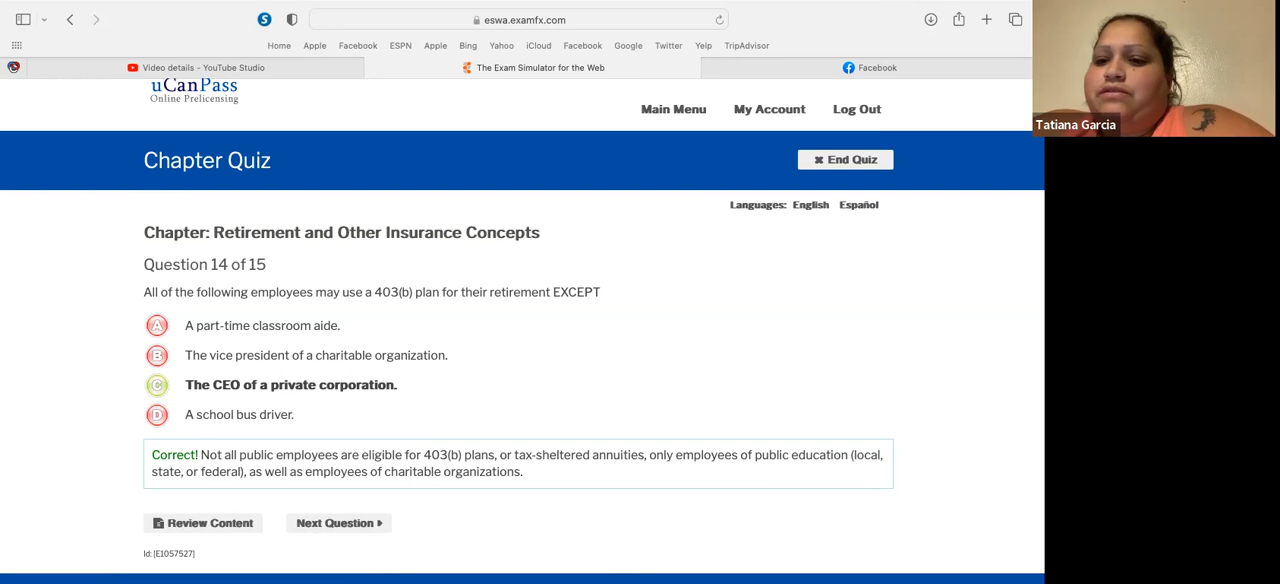 eswa.examfx.com
Home Apple Facebook ESPN Apple Bing Yahoo iCloud Facebook Google Twitter Yelp TripAdvisor
Video details - YouTube Studio
The Exam Simulator for the Web
Facebook
Tatiana Garcia
uCanPass
Online Prelicensing
Main Menu My Account Log Out
Chapter Quiz
✖ End Quiz
Languages: English Español
Chapter: Retirement and Other Insurance Concepts
Question 14 of 15
All of the following employees may use a 403(b) plan for their retirement EXCEPT
A A part-time classroom aide.
B The vice president of a charitable organization.
C The CEO of a private corporation.
D A school bus driver.
Correct! Not all public employees are eligible for 403(b) plans, or tax-sheltered annuities, only employees of public education (local,
state, or federal), as well as employees of charitable organizations.
Review Content
Next Question
Id: [E1057527]